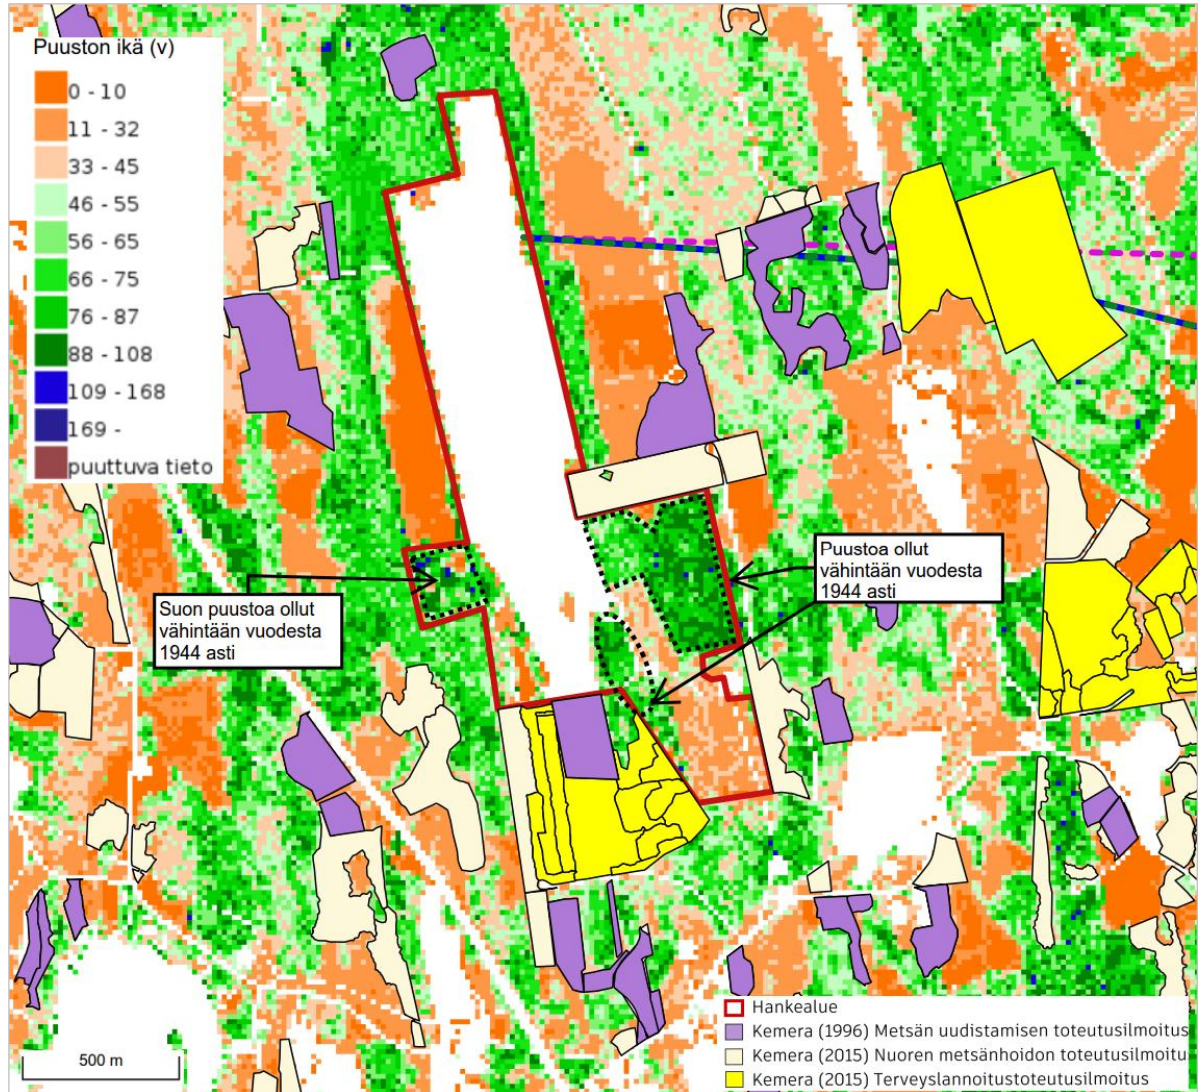 Puuston ikä (v)
0 - 10
11 - 32
33 - 45
46 - 55
56 - 65
66 - 75
76 - 87
88 - 108
109 - 168
169 -
puuttuva tieto
Puustoa ollut
vähintään vuodesta
1944 asti
Suon puustoa ollut
vähintään vuodesta
1944 asti
500 m
Hankealue
Kemera (1996) Metsän uudistamisen toteutusilmoitus
Kemera (2015) Nuoren metsänhoidon toteutusilmoitu
Kemera (2015) Terveyslannoitustoteutusilmoitus